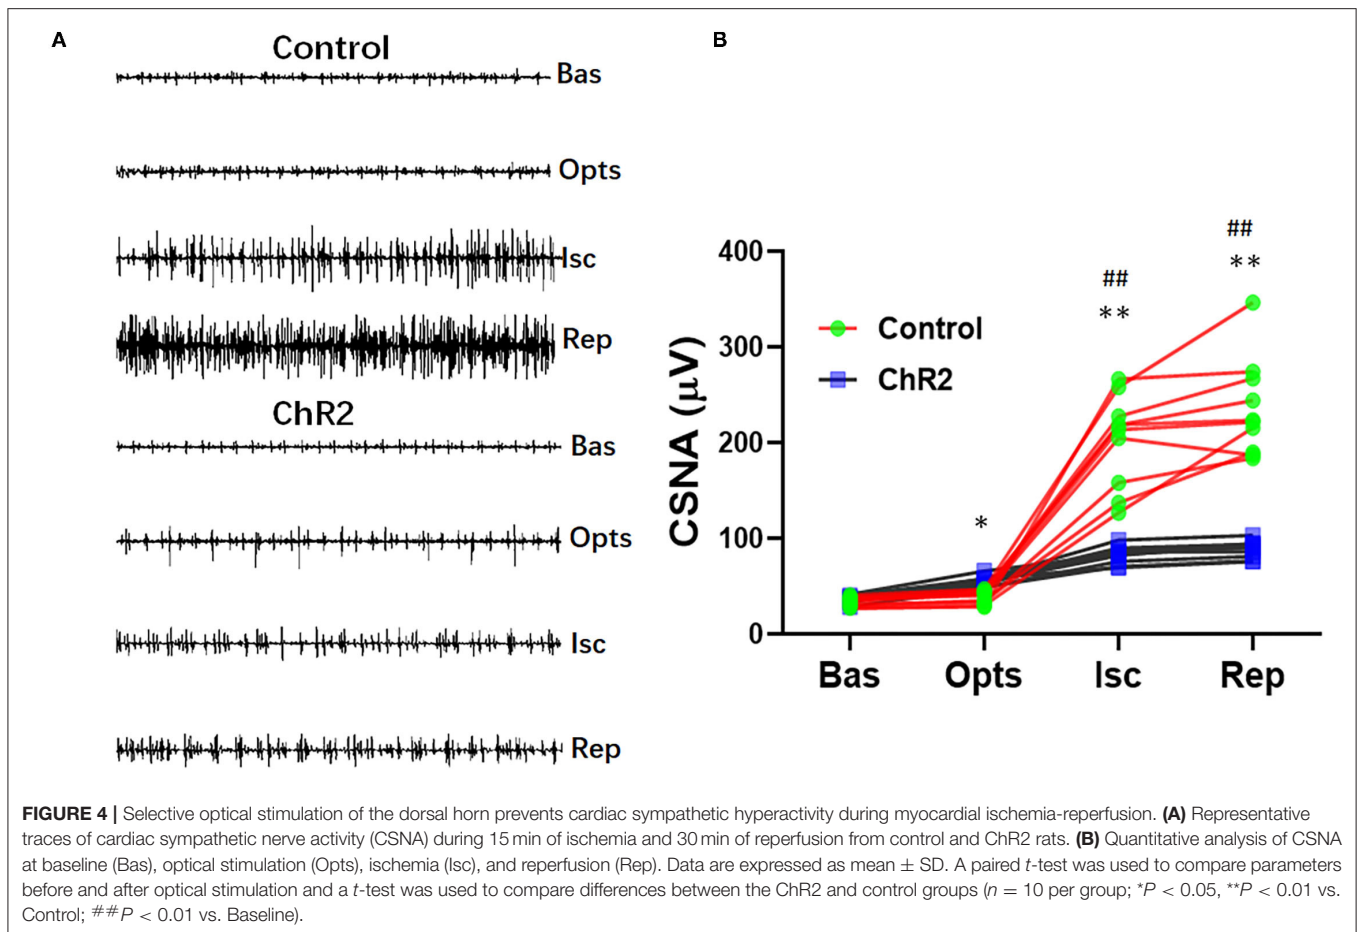 A
Control
Bas
Opts
Isc
Rep
ChR2
Bas
Opts
Isc
Rep
B
CSNA (μV)
400
300
200
100
0
Control
ChR2
*
##
**
##
**
Bas Opts Isc Rep
FIGURE 4 | Selective optical stimulation of the dorsal horn prevents cardiac sympathetic hyperactivity during myocardial ischemia-reperfusion. (A) Representative
traces of cardiac sympathetic nerve activity (CSNA) during 15 min of ischemia and 30 min of reperfusion from control and ChR2 rats. (B) Quantitative analysis of CSNA
at baseline (Bas), optical stimulation (Opts), ischemia (Isc), and reperfusion (Rep). Data are expressed as mean ± SD. A paired t-test was used to compare parameters
before and after optical stimulation and a t-test was used to compare differences between the ChR2 and control groups (n = 10 per group; *P < 0.05, **P < 0.01 vs.
Control; ##P < 0.01 vs. Baseline).